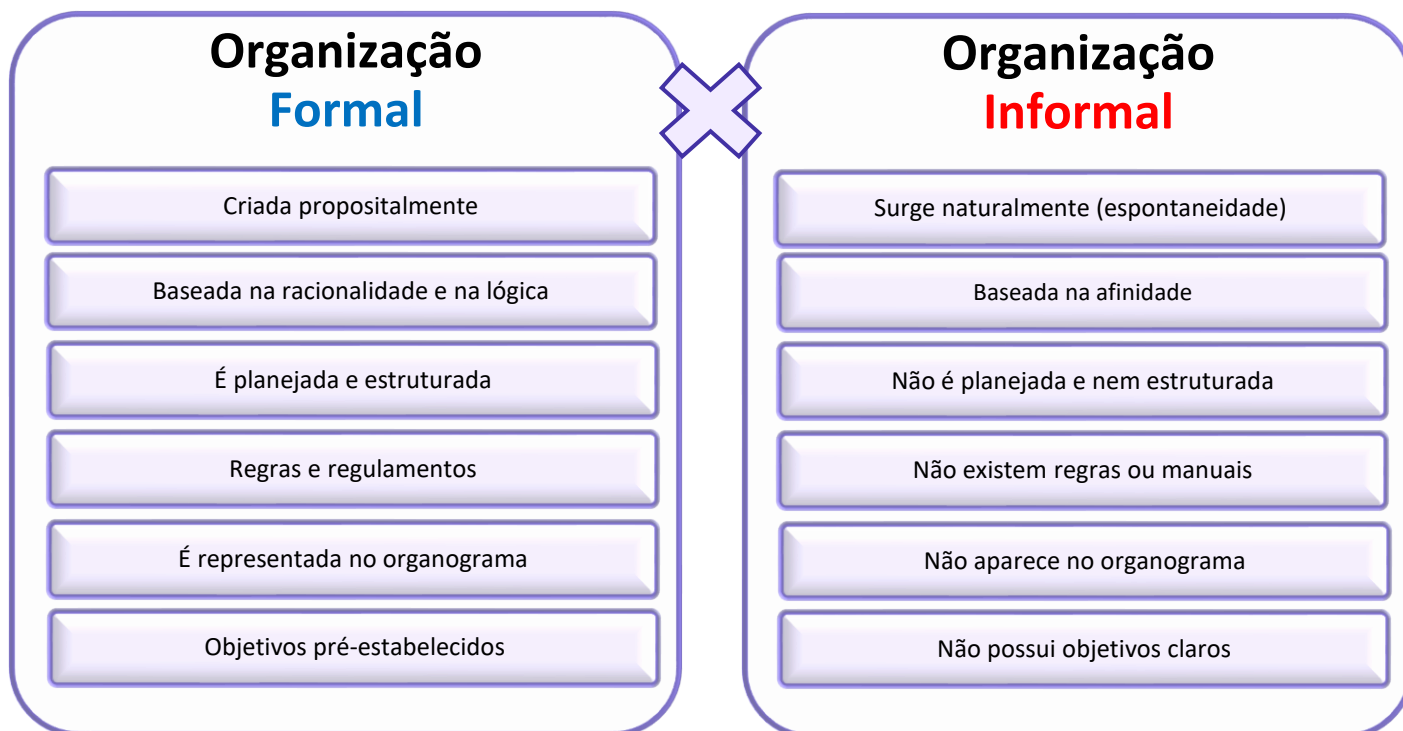 Organização
Formal
Criada propositalmente
Baseada na racionalidade e na lógica
É planejada e estruturada
Regras e regulamentos
É representada no organograma
Objetivos pré-estabelecidos
Organização
Informal
Surge naturalmente (espontaneidade)
Baseada na afinidade
Não é planejada e nem estruturada
Não existem regras ou manuais
Não aparece no organograma
Não possui objetivos claros